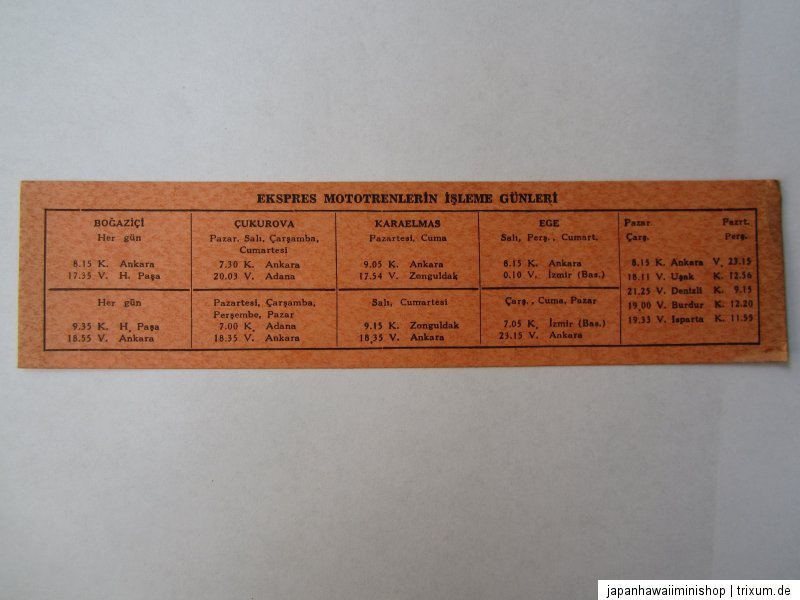 EKSPRES MOTOTRENLERİN İŞLEME GÜNLERİ
BOĞAZİÇİ
Her gün
8.15 K. Ankara
17.35 V. H. Paşa
Her gün
9.35 K. H. Paşa
18.55 V. Ankara
ÇUKUROVA
Pazar. Salı, Çarşamba,
Cumartesi
7.30 K. Ankara
20.03 V. Adana
Pazartesi, Çarşamba,
Perşembe, Pazar
7.00 K. Adana
18.35 V. Ankara
KARAELMAS
Pazartesi, Cuma
9.05 K. Ankara
17.54 V. Zonguldak
Salı, Cumartesi
9.15 K. Zonguldak
18,35 V. Ankara
EGE
Salı, Perş., Cumart.
8.15 K. Ankara
0.10 V. İzmir (Bas.)
Çarş., Cuma, Pazar
7.05 K. İzmir (Bas.)
23.15 V. Ankara
Pazar Pazrt.
Çarş. Perş.
8.15 K. Ankara V. 23.15
18.11 V. Uşak K. 12.56
21.25 V. Denizli K. 9.15
19,00 V. Burdur K. 12.20
19.33 V. Isparta K. 11.55
japanhawaiiminishop | trixum.de